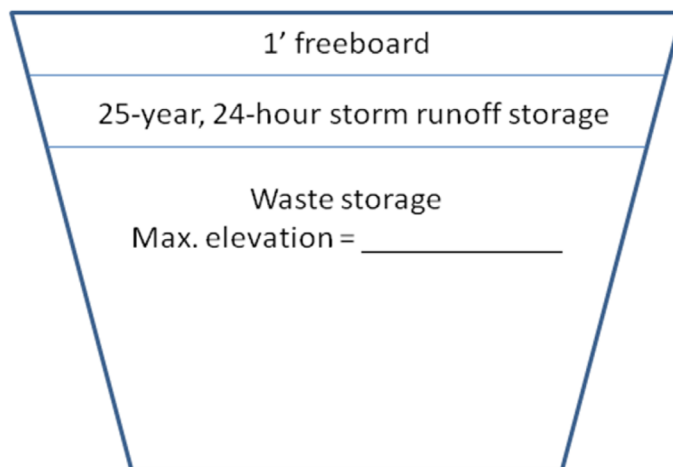 1’ freeboard
25-year, 24-hour storm runoff storage
Waste storage
Max. elevation = _____________